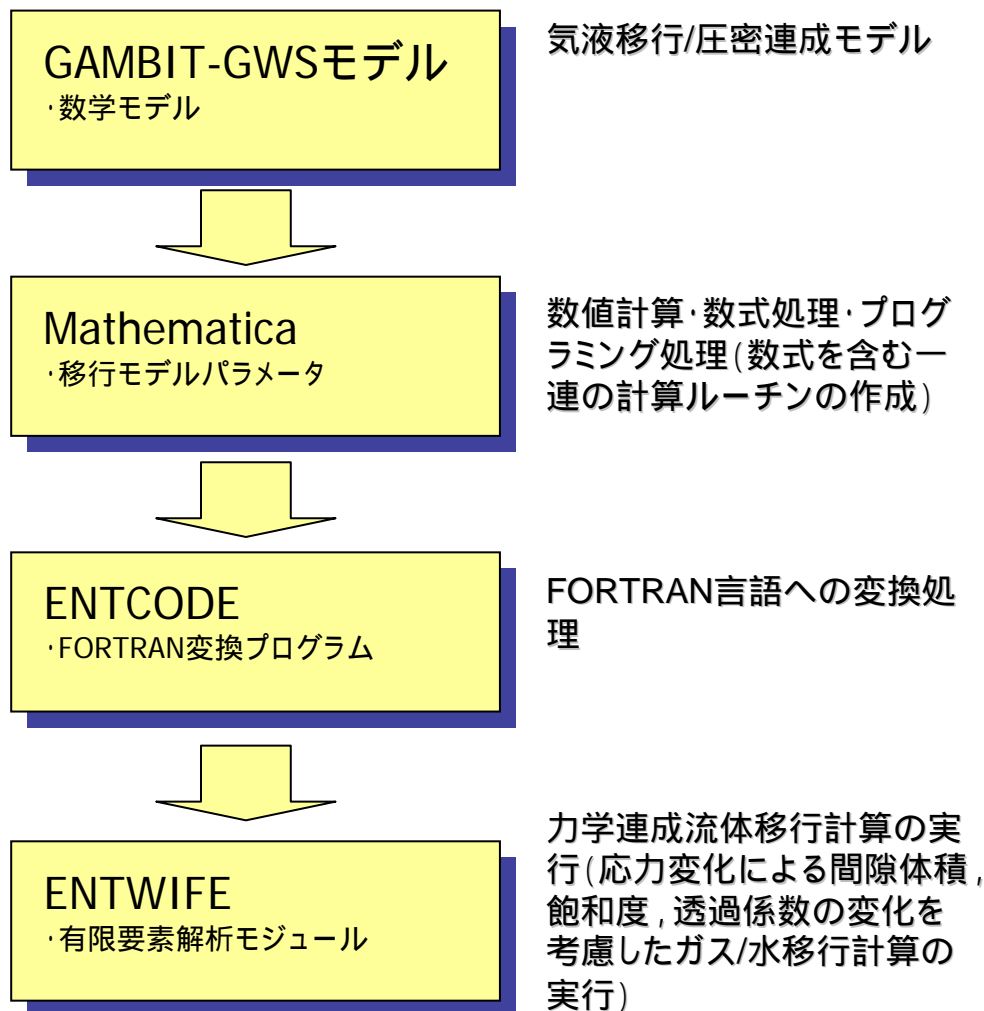 GAMBIT-GWSモデル
・数学モデル
気液移行/圧密連成モデル
Mathematica
・移行モデルパラメータ
数値計算・数式処理・プログ
ラミング処理(数式を含む一
連の計算ルーチンの作成)
ENTCODE
・FORTRAN変換プログラム
FORTRAN言語への変換処
理
ENTWIFE
・有限要素解析モジュール
力学連成流体移行計算の実
行(応力変化による間隙体積,
飽和度,透過係数の変化を
考慮したガス/水移行計算の
実行)